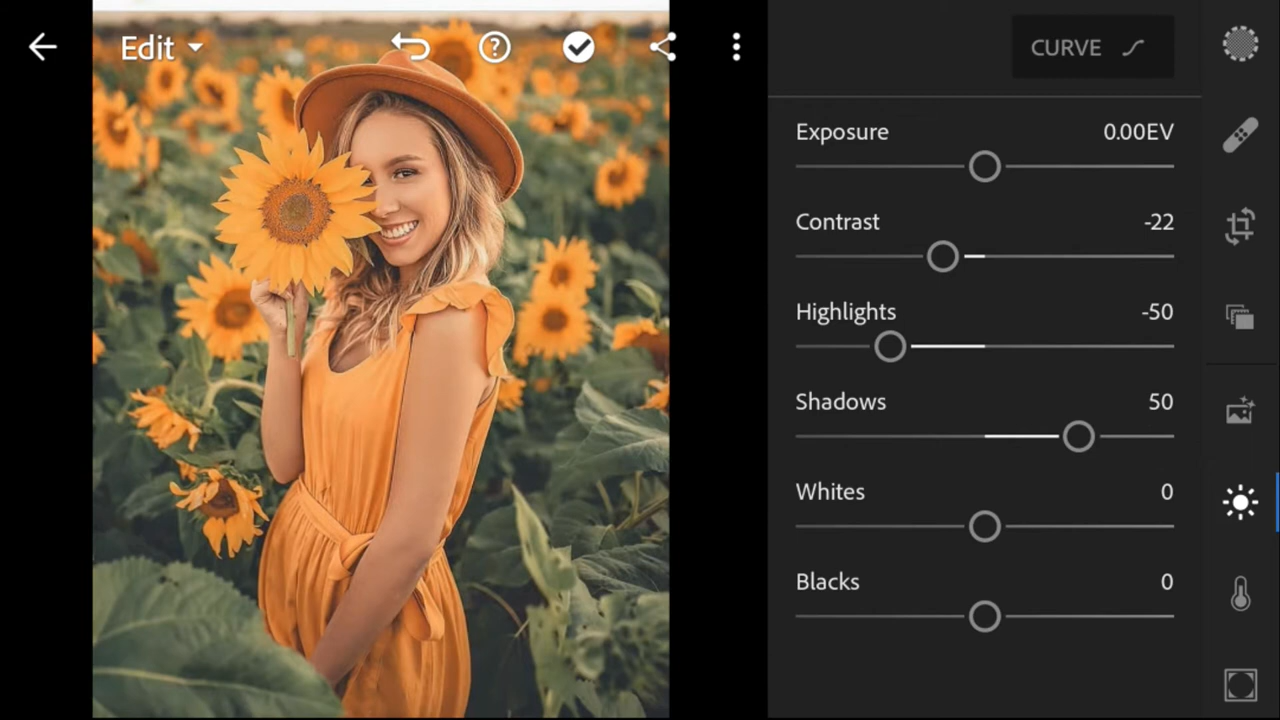 Edit
CURVE
Exposure 0.00EV
Contrast -22
Highlights -50
Shadows 50
Whites 0
Blacks 0